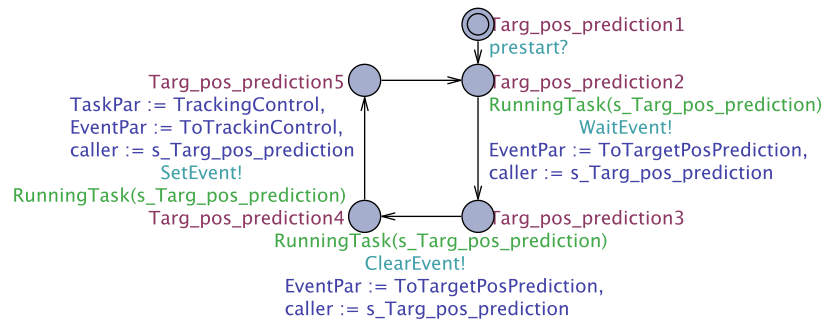 Targ_pos_prediction1
prestart?
Targ_pos_prediction5
Targ_pos_prediction2
TaskPar := TrackingControl,
EventPar := ToTrackinControl,
caller := s_Targ_pos_prediction
SetEvent!
RunningTask(s_Targ_pos_prediction)
RunningTask(s_Targ_pos_prediction)
WaitEvent!
EventPar := ToTargetPosPrediction,
caller := s_Targ_pos_prediction
Targ_pos_prediction4
Targ_pos_prediction3
RunningTask(s_Targ_pos_prediction)
ClearEvent!
EventPar := ToTargetPosPrediction,
caller := s_Targ_pos_prediction